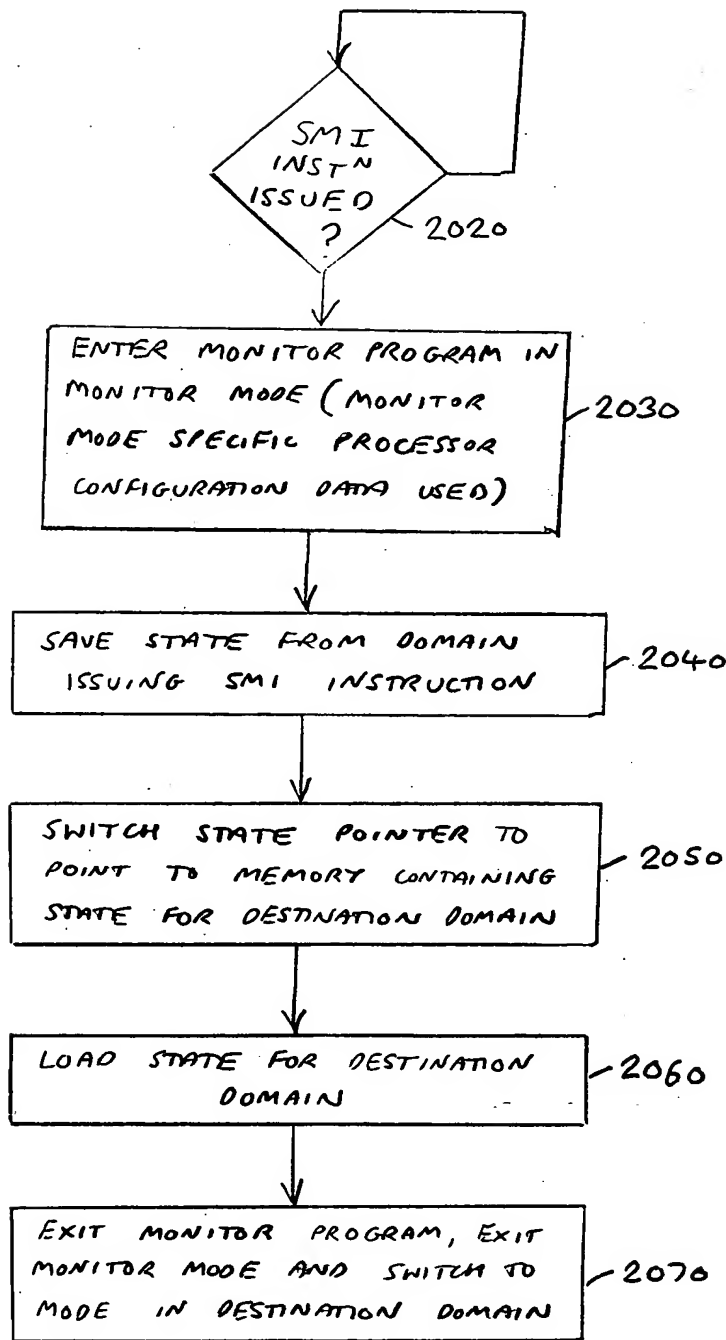 SMI
INSTN
ISSUED
?
2020
ENTER MONITOR PROGRAM IN
MONITOR MODE (MONITOR
MODE SPECIFIC PROCESSOR
CONFIGURATION DATA USED)
2030
SAVE STATE FROM DOMAIN
ISSUING SMI INSTRUCTION
2040
SWITCH STATE POINTER TO
POINT TO MEMORY CONTAINING
STATE FOR DESTINATION DOMAIN
2050
LOAD STATE FOR DESTINATION
DOMAIN
2060
EXIT MONITOR PROGRAM, EXIT
MONITOR MODE AND SWITCH TO
MODE IN DESTINATION DOMAIN
2070